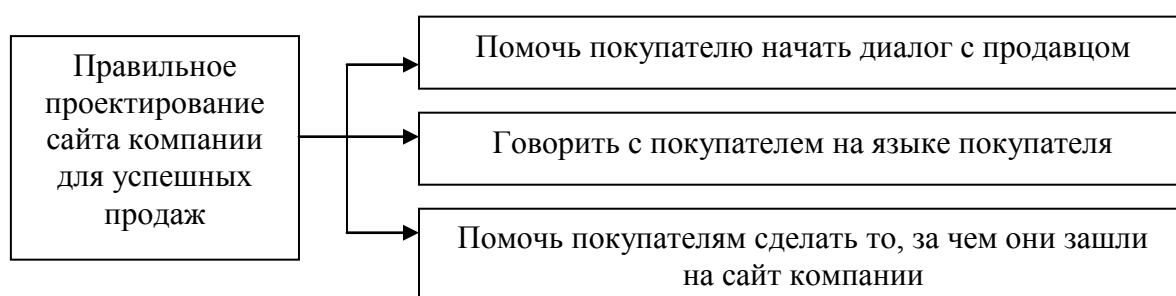 Правильное
проектирование
сайта компании
для успешных
продаж
Помочь покупателю начать диалог с продавцом
Говорить с покупателем на языке покупателя
Помочь покупателям сделать то, за чем они зашли
на сайт компании